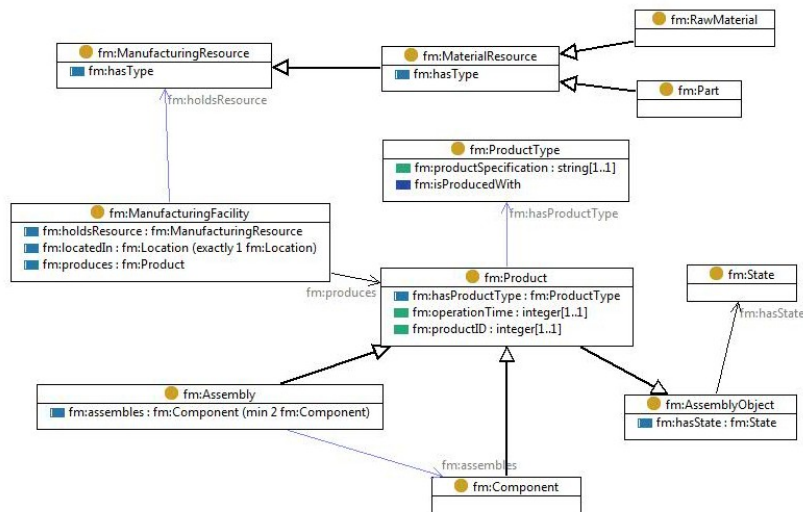 fm:RawMaterial
fm:ManufacturingResource
fm:hasType
fm:MaterialResource
fm:hasType
fm:Part
fm:holdsResource
fm:ProductType
fm:productSpecification : string[1..1]
fm:isProducedWith
fm:hasProductType
fm:ManufacturingFacility
fm:holdsResource : fm:ManufacturingResource
fm:locatedIn : fm:Location (exactly 1 fm:Location)
fm:produces : fm:Product
fm:produces
fm:Product
fm:hasProductType : fm:ProductType
fm:operationTime : integer[1..1]
fm:productID : integer[1..1]
fm:State
fm:hasState
fm:Assembly
fm:assembles : fm:Component (min 2 fm:Component)
fm:AssemblyObject
fm:hasState : fm:State
fm:assembles
fm:Component